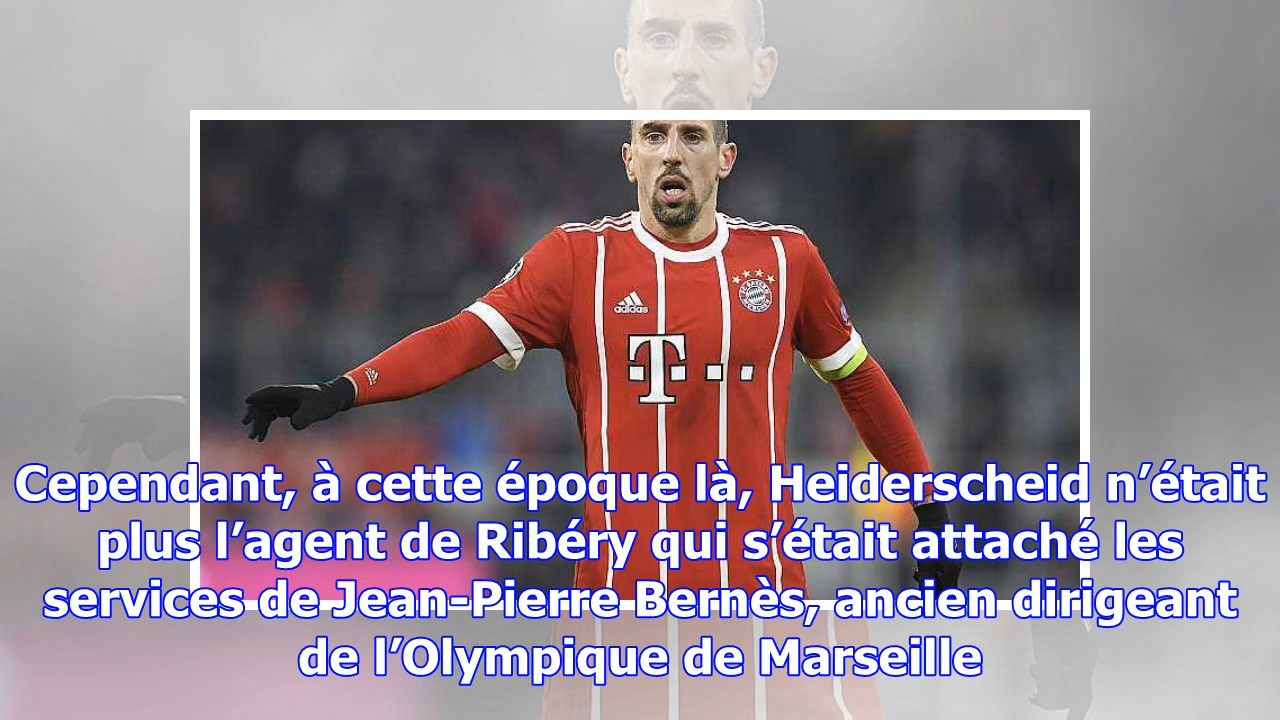 adidas
T
Cependant, à cette époque là, Heiderscheid n’était
plus l’agent de Ribéry qui s’était attaché les
services de Jean-Pierre Bernès, ancien dirigeant
de l’Olympique de Marseille